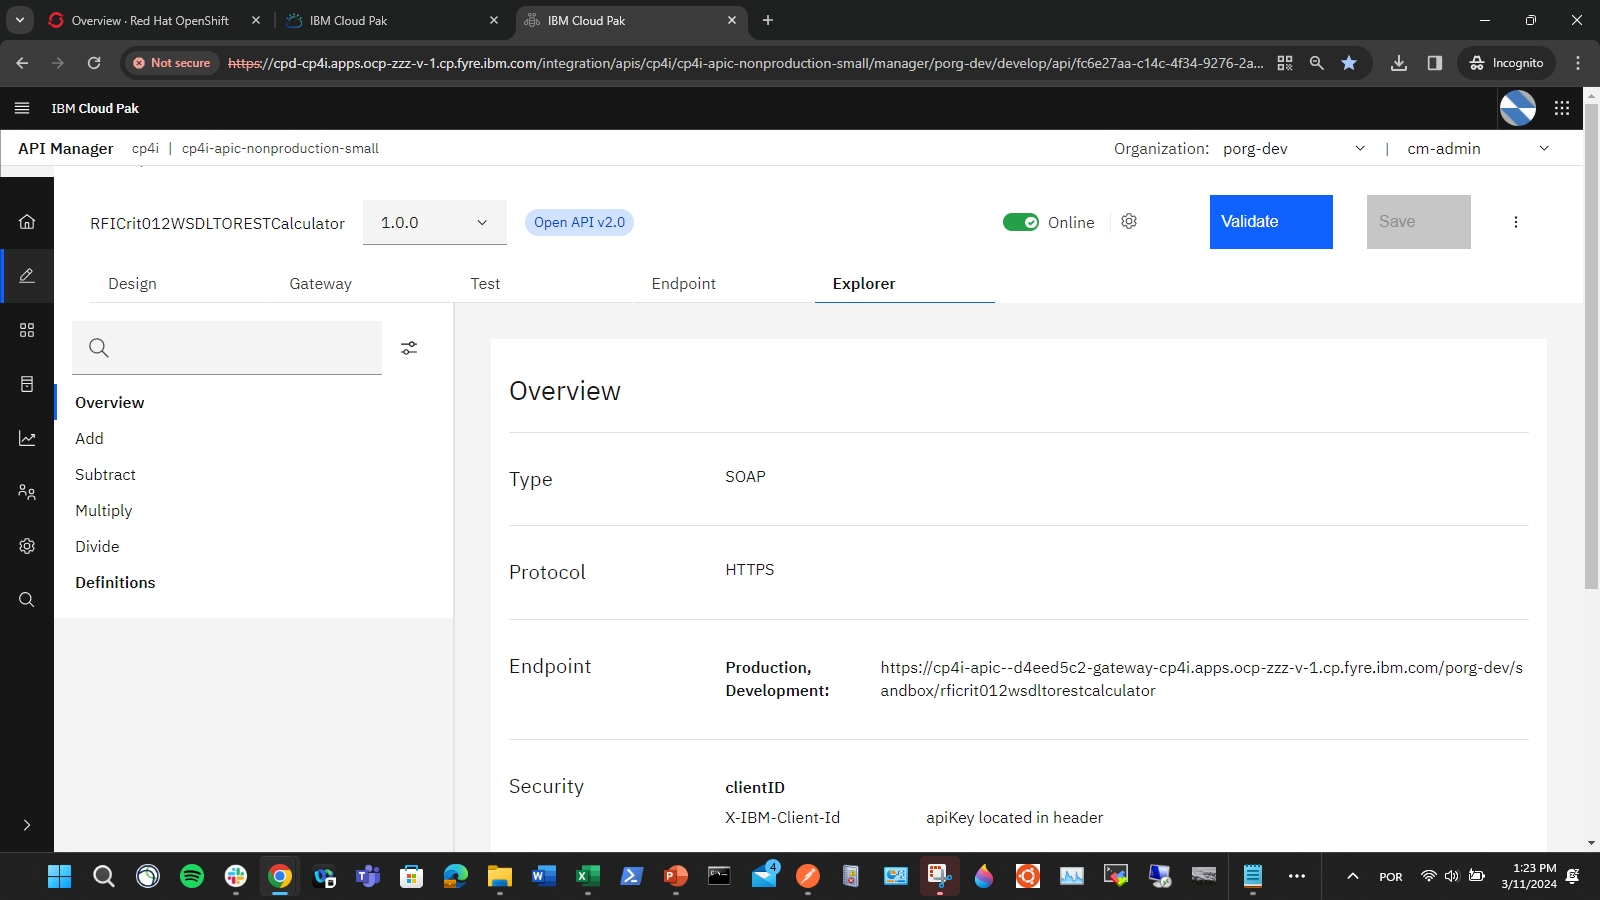 Overview · Red Hat OpenShift
IBM Cloud Pak
IBM Cloud Pak
Not secure
https://cpd-cp4i.apps.ocp-zzz-v-1.cp.fyre.ibm.com/integration/apis/cp4i/cp4i-apic-nonproduction-small/manager/porg-dev/develop/api/fc6e27aa-c14c-4f34-9276-2a...
Incognito
IBM Cloud Pak
API Manager cp4i | cp4i-apic-nonproduction-small
Organization: porg-dev | cm-admin
RFICrit012WSDLTORESTCalculator
1.0.0
Open API v2.0
Online
Validate
Save
Design
Gateway
Test
Endpoint
Explorer
Overview
Add
Subtract
Multiply
Divide
Definitions
Overview
Type SOAP
Protocol HTTPS
Endpoint Production, https://cp4i-apic--d4eed5c2-gateway-cp4i.apps.ocp-zzz-v-1.cp.fyre.ibm.com/porg-dev/s
Development: andbox/rficrit012wsdltorestcalculator
Security clientID
X-IBM-Client-Id apiKey located in header
4
POR
1:23 PM
3/11/2024